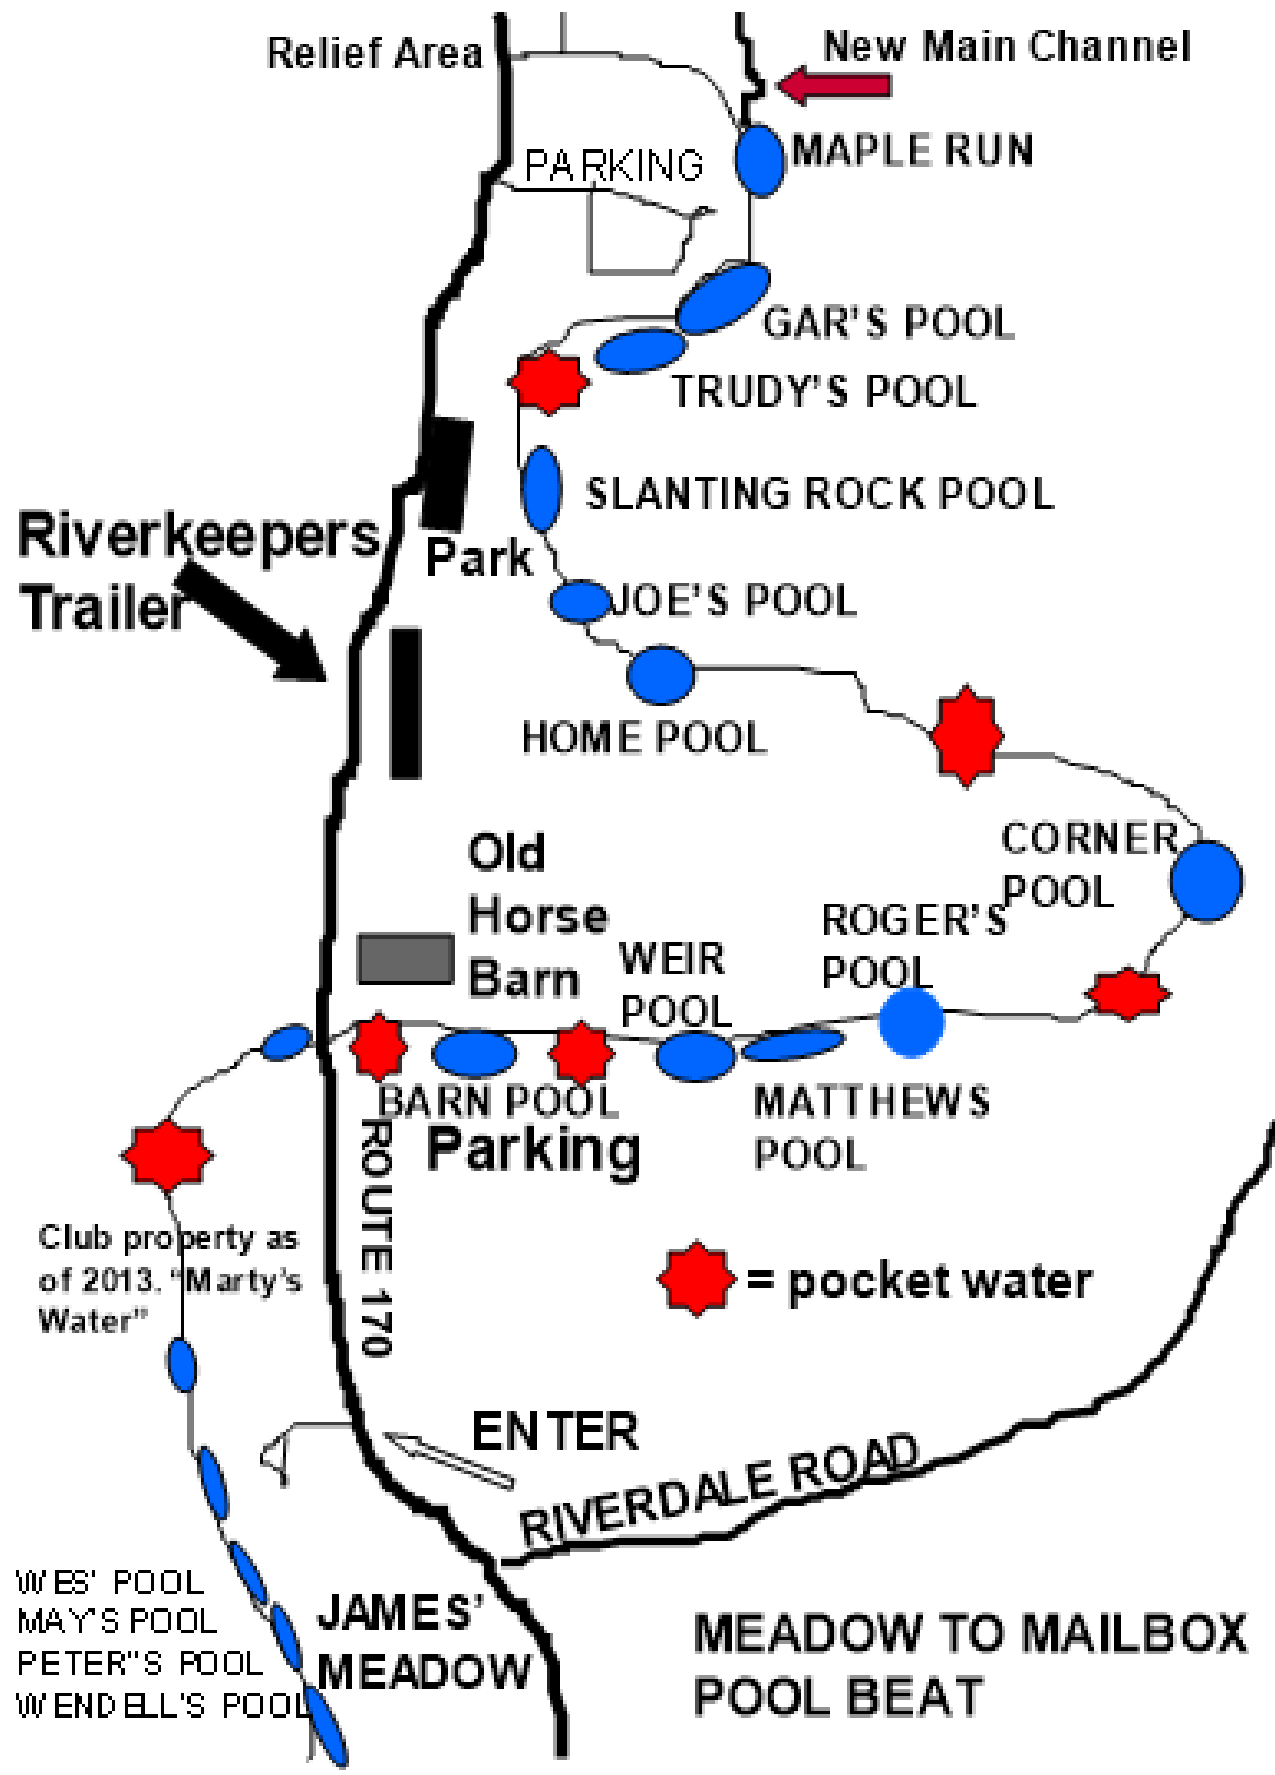 Relief Area
New Main Channel
MAPLE RUN
PARKING
GAR'S POOL
TRUDY'S POOL
SLANTING ROCK POOL
Riverkeepers
Trailer
Park
JOE'S POOL
HOME POOL
CORNER
POOL
Old
Horse
Barn
ROGER'S
POOL
WEIR
POOL
BARN POOL
MATTHEWS
POOL
Parking
ROUTE 170
Club property as
of 2013. "Marty's
Water"
= pocket water
ENTER
RIVERDALE ROAD
WES' POOL
MAY'S POOL
PETER"S POOL
WENDELL'S POOL
JAMES'
MEADOW
MEADOW TO MAILBOX
POOL BEAT